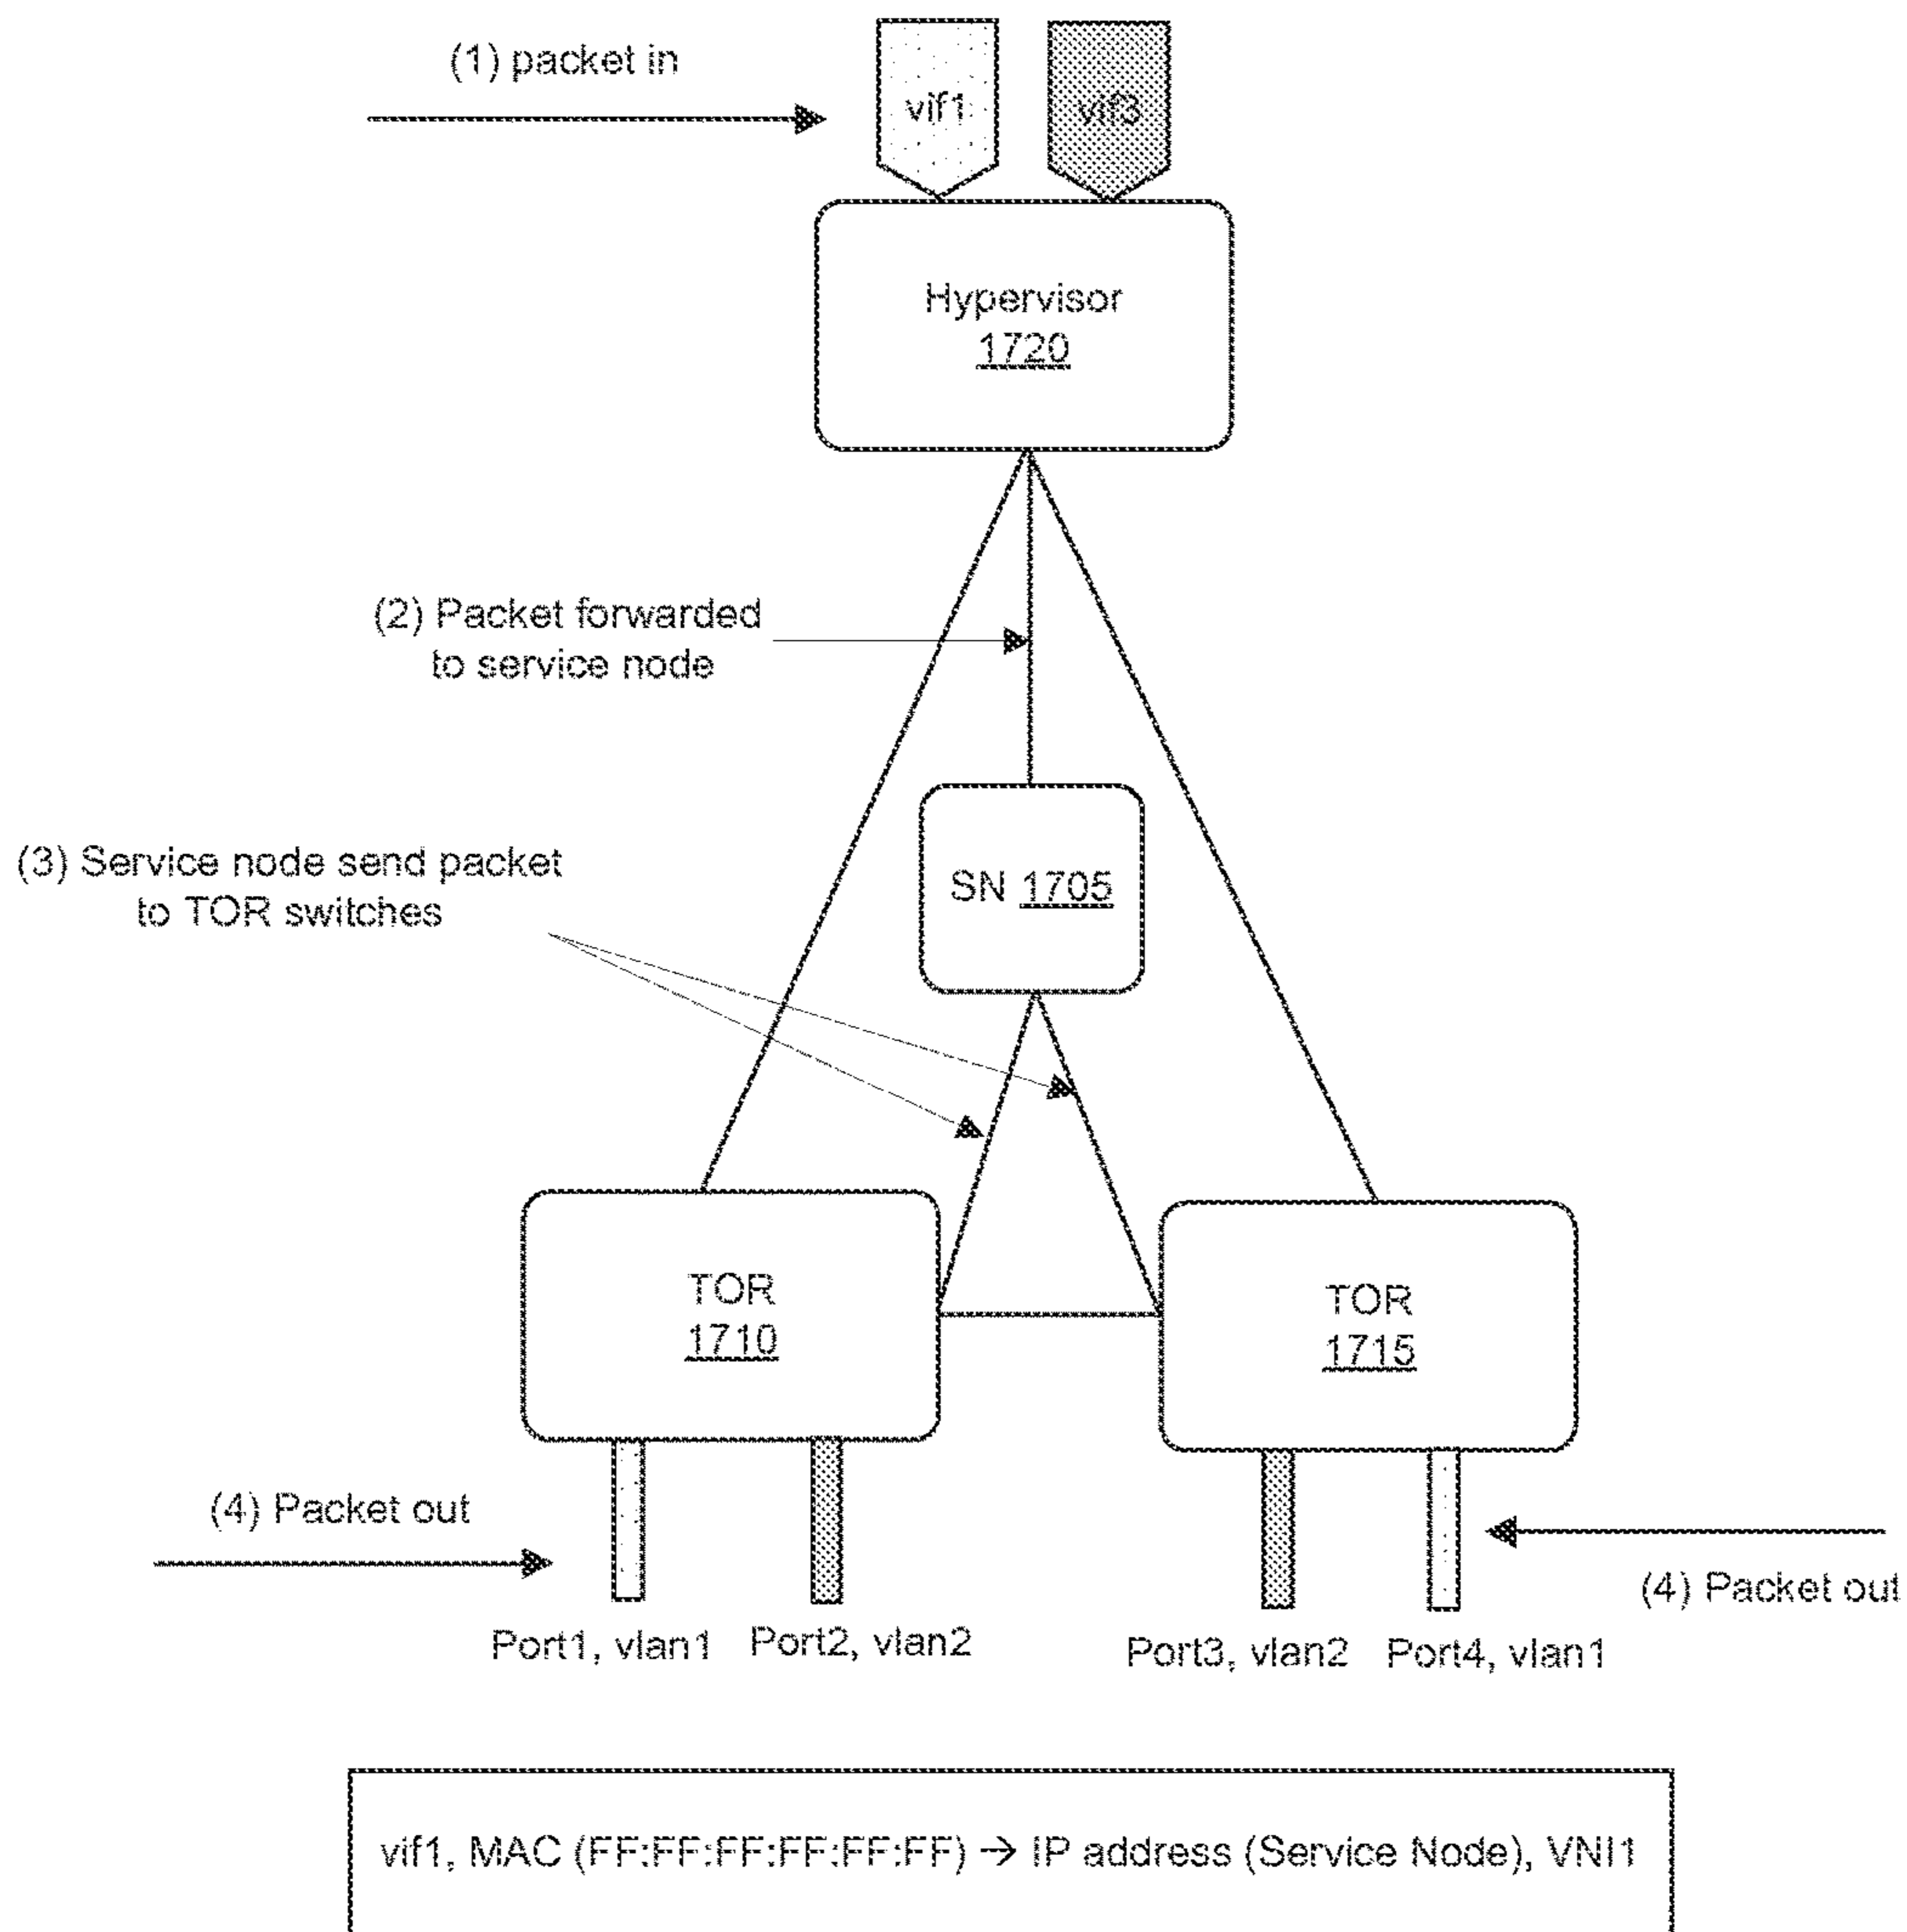 (1) packet in
vif1
vif3
Hypervisor
1720
(2) Packet forwarded
to service node
(3) Service node send packet
to TOR switches
SN 1705
TOR
1710
TOR
1715
(4) Packet out
(4) Packet out
Port1, vlan1
Port2, vlan2
Port3, vlan2
Port4, vlan1
vif1, MAC (FF:FF:FF:FF:FF:FF) → IP address (Service Node), VNI1